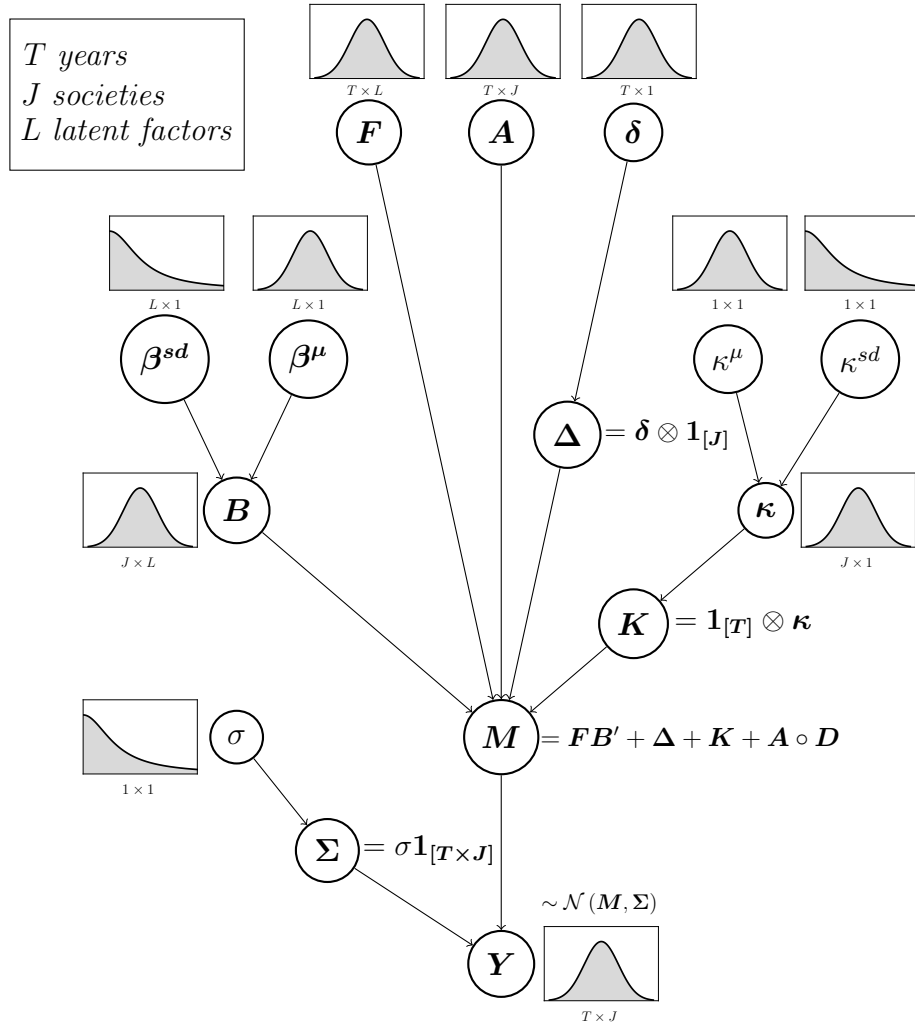 T years
J societies
L latent factors
T × L
T × J
T × 1
F
A
δ
L × 1
L × 1
1 × 1
1 × 1
β^{sd}
β^{μ}
κ^{μ}
κ^{sd}
Δ = δ ⊗ 1_{[J]}
B
κ
J × L
J × 1
K = 1_{[T]} ⊗ κ
σ
M = FB′ + Δ + K + A ∘ D
1 × 1
Σ = σ1_{[T×J]}
∼ 𝒩 (M, Σ)
Y
T × J